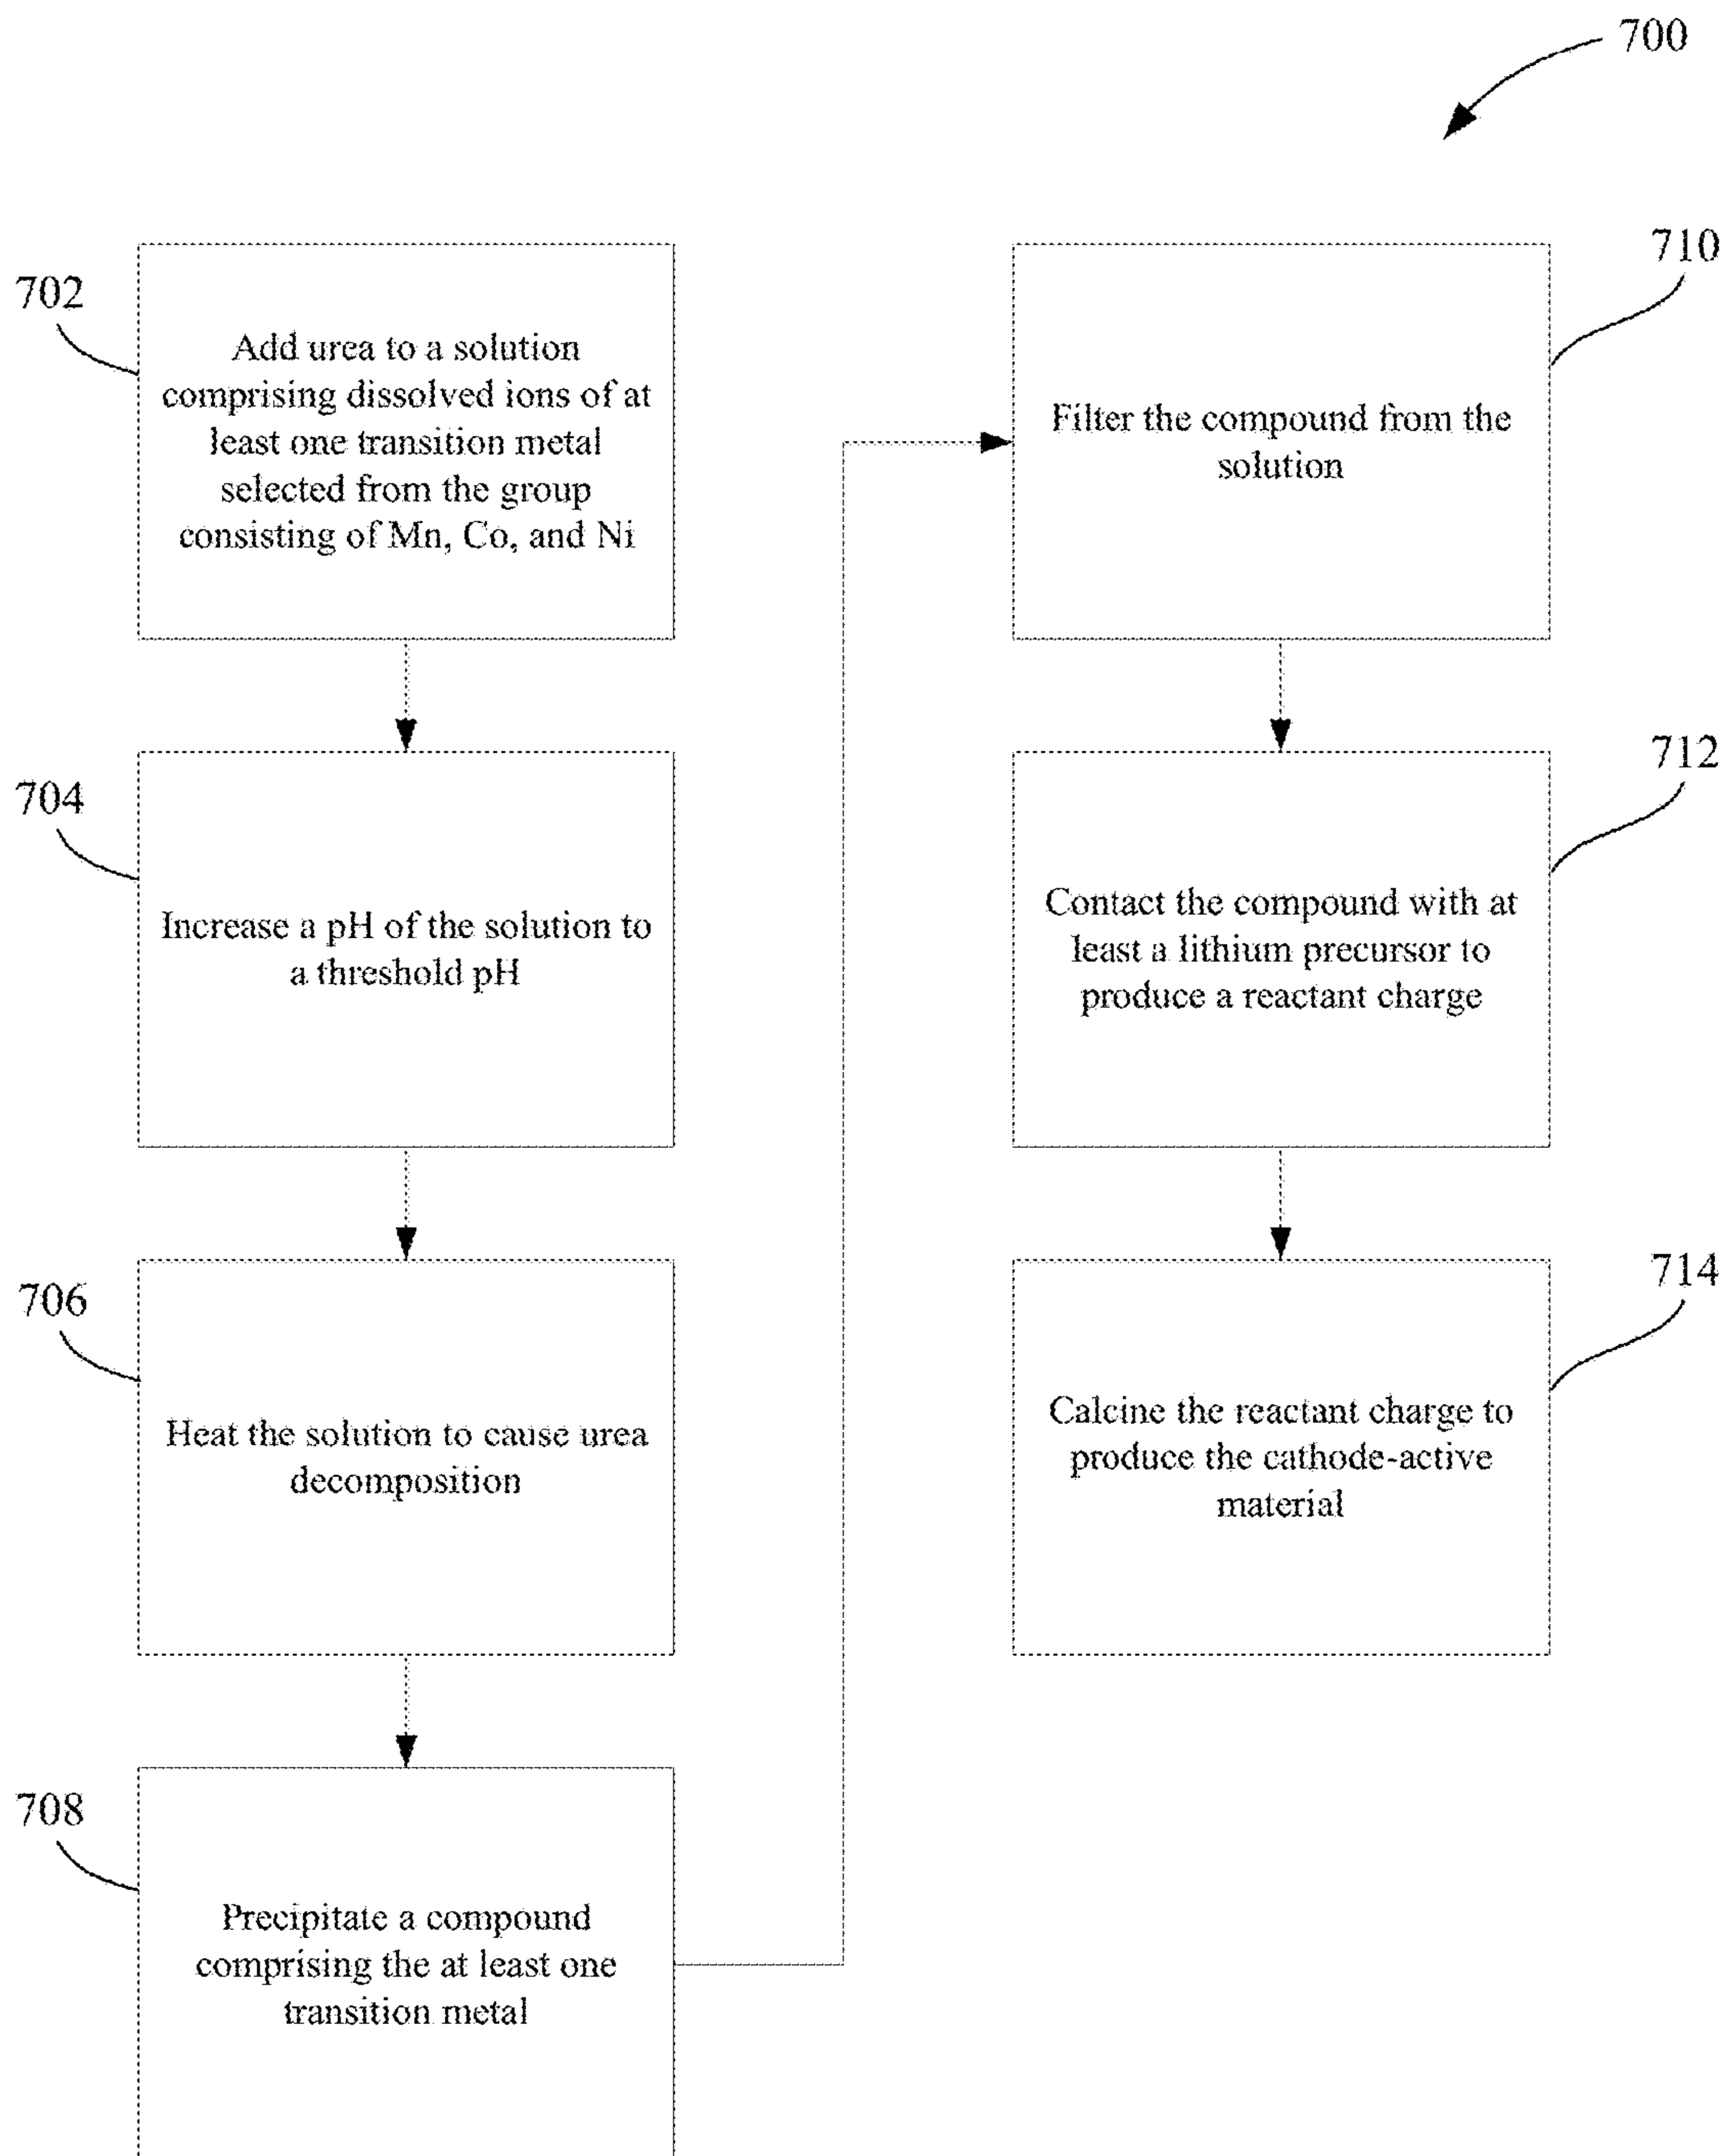 700
702
Add urea to a solution
comprising dissolved ions of at
least one transition metal
selected from the group
consisting of Mn, Co, and Ni
704
Increase a pH of the solution to
a threshold pH
706
Heat the solution to cause urea
decomposition
708
Precipitate a compound
comprising the at least one
transition metal
710
Filter the compound from the
solution
712
Contact the compound with at
least a lithium precursor to
produce a reactant charge
714
Calcine the reactant charge to
produce the cathode-active
material